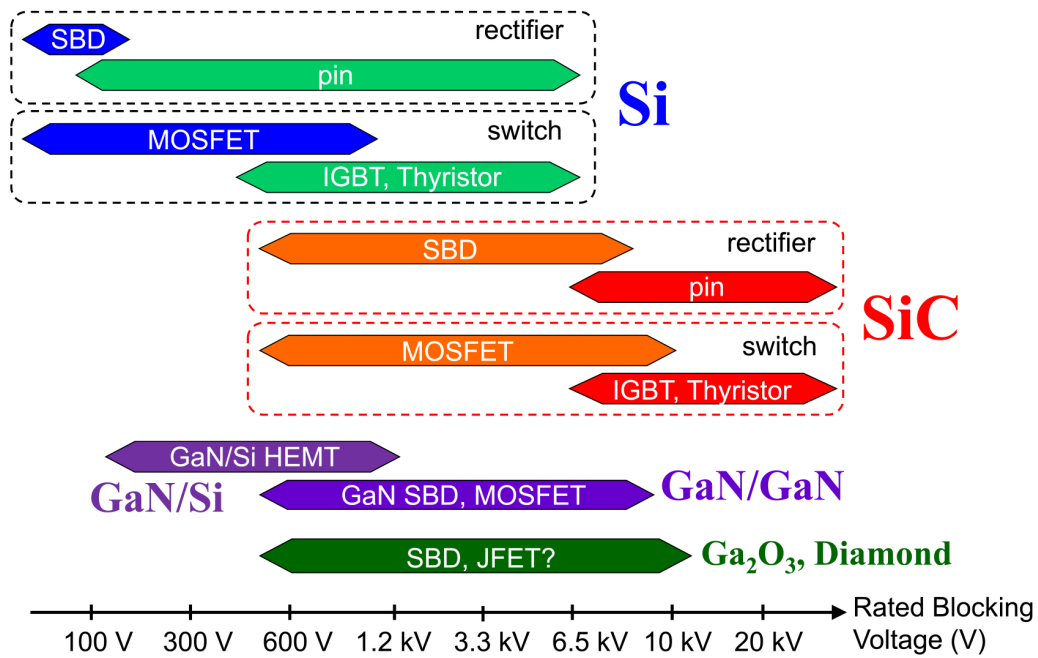 SBD
rectifier
pin
Si
MOSFET
switch
IGBT, Thyristor
SBD
rectifier
pin
SiC
MOSFET
switch
IGBT, Thyristor
GaN/Si HEMT
GaN/Si
GaN SBD, MOSFET
GaN/GaN
SBD, JFET?
Ga₂O₃, Diamond
Rated Blocking
Voltage (V)
100 V 300 V 600 V 1.2 kV 3.3 kV 6.5 kV 10 kV 20 kV